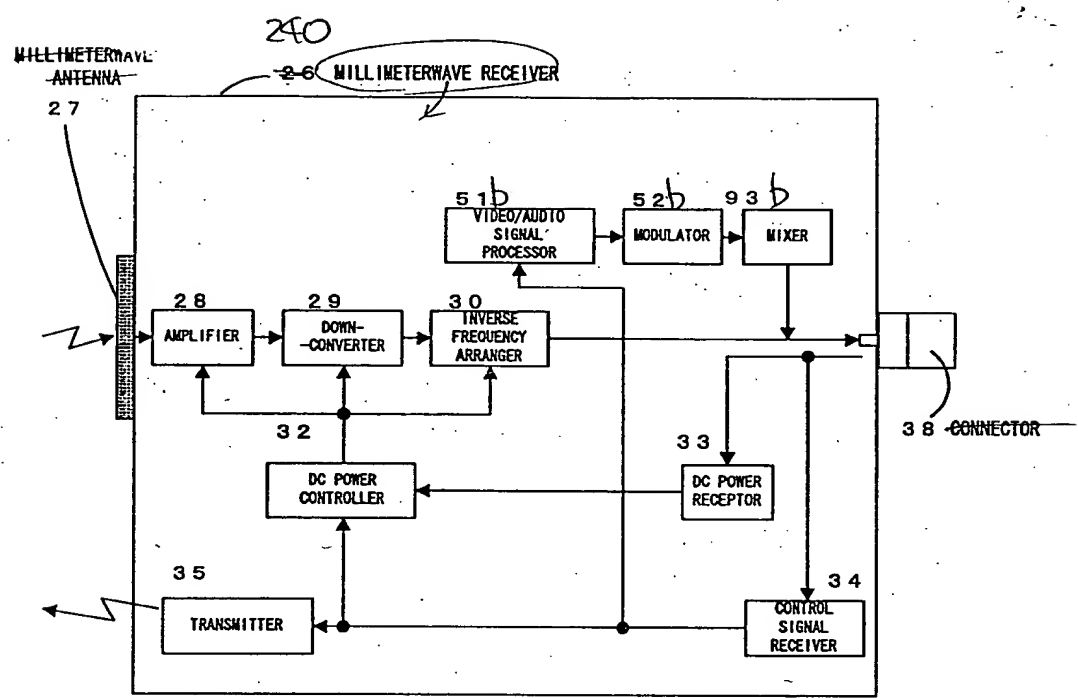 240
MILLIMETERWAVE
ANTENNA
26 MILLIMETERWAVE RECEIVER
27
51b
52b
93b
VIDEO/AUDIO
SIGNAL
PROCESSOR
MODULATOR
MIXER
28
29
30
AMPLIFIER
DOWN-
-CONVERTER
INVERSE
FREQUENCY
ARRANGER
38 CONNECTOR
32
33
DC POWER
CONTROLLER
DC POWER
RECEPTOR
35
34
TRANSMITTER
CONTROL
SIGNAL
RECEIVER